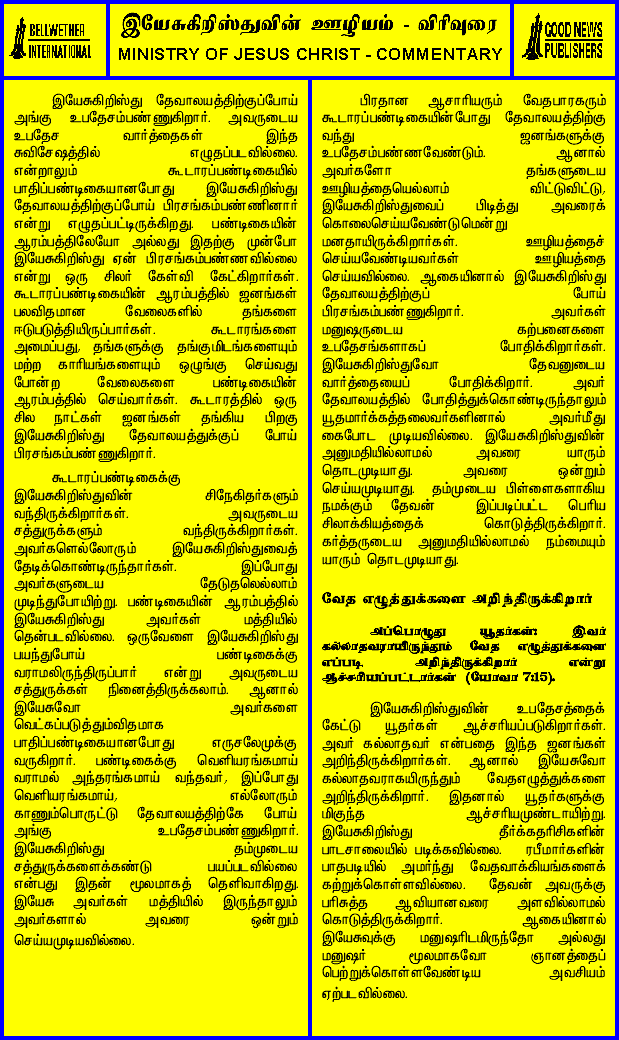 BELLWETHER
INTERNATIONAL
இயேசுகிறிஸ்துவின் ஊழியம் - விரிவுரை
MINISTRY OF JESUS CHRIST - COMMENTARY
GOOD NEWS
PUBLISHERS
இயேசுகிறிஸ்து தேவாலயத்திற்குப்போய்
அங்கு உபதேசம்பண்ணுகிறார். அவருடைய
உபதேச வார்த்தைகள் இந்த
சுவிசேஷத்தில் எழுதப்படவில்லை.
என்றாலும் கூடாரப்பண்டிகையில்
பாதிப்பண்டிகையானபோது இயேசுகிறிஸ்து
தேவாலயத்திற்குப்போய் பிரசங்கம்பண்ணினார்
என்று எழுதப்பட்டிருக்கிறது. பண்டிகையின்
ஆரம்பத்திலேயோ அல்லது இதற்கு முன்போ
இயேசுகிறிஸ்து ஏன் பிரசங்கம்பண்ணவில்லை
என்று ஒரு சிலர் கேள்வி கேட்கிறார்கள்.
கூடாரப்பண்டிகையின் ஆரம்பத்தில் ஜனங்கள்
பலவிதமான வேலைகளில் தங்களை
ஈடுபடுத்தியிருப்பார்கள். கூடாரங்களை
அமைப்பது, தங்களுக்கு தங்குமிடங்களையும்
மற்ற காரியங்களையும் ஒழுங்கு செய்வது
போன்ற வேலைகளை பண்டிகையின்
ஆரம்பத்தில் செய்வார்கள். கூடாரத்தில் ஒரு
சில நாட்கள் ஜனங்கள் தங்கிய பிறகு
இயேசுகிறிஸ்து தேவாலயத்துக்குப் போய்
பிரசங்கம்பண்ணுகிறார்.
கூடாரப்பண்டிகைக்கு
இயேசுகிறிஸ்துவின் சிநேகிதர்களும்
வந்திருக்கிறார்கள். அவருடைய
சத்துருக்களும் வந்திருக்கிறார்கள்.
அவர்களெல்லோரும் இயேசுகிறிஸ்துவைத்
தேடிக்கொண்டிருந்தார்கள். இப்போது
அவர்களுடைய தேடுதலெல்லாம்
முடிந்துபோயிற்று. பண்டிகையின் ஆரம்பத்தில்
இயேசுகிறிஸ்து அவர்கள் மத்தியில்
தென்படவில்லை. ஒருவேளை இயேசுகிறிஸ்து
பயந்துபோய் பண்டிகைக்கு
வராமலிருந்திருப்பார் என்று அவருடைய
சத்துருக்கள் நினைத்திருக்கலாம். ஆனால்
இயேசுவோ அவர்களை
வெட்கப்படுத்தும்விதமாக
பாதிப்பண்டிகையானபோது எருசலேமுக்கு
வருகிறார். பண்டிகைக்கு வெளியரங்கமாய்
வராமல் அந்தரங்கமாய் வந்தவர், இப்போது
வெளியரங்கமாய், எல்லோரும்
காணும்பொருட்டு தேவாலயத்திற்கே போய்
அங்கு உபதேசம்பண்ணுகிறார்.
இயேசுகிறிஸ்து தம்முடைய
சத்துருக்களைக்கண்டு பயப்படவில்லை
என்பது இதன் மூலமாகத் தெளிவாகிறது.
இயேசு அவர்கள் மத்தியில் இருந்தாலும்
அவர்களால் அவரை ஒன்றும்
செய்யமுடியவில்லை.
பிரதான ஆசாரியரும் வேதபாரகரும்
கூடாரப்பண்டிகையின்போது தேவாலயத்திற்கு
வந்து ஜனங்களுக்கு
உபதேசம்பண்ணவேண்டும். ஆனால்
அவர்களோ தங்களுடைய
ஊழியத்தையெல்லாம் விட்டுவிட்டு,
இயேசுகிறிஸ்துவைப் பிடித்து அவரைக்
கொலைசெய்யவேண்டுமென்று
மனதாயிருக்கிறார்கள். ஊழியத்தைச்
செய்யவேண்டியவர்கள் ஊழியத்தை
செய்யவில்லை. ஆகையினால் இயேசுகிறிஸ்து
தேவாலயத்திற்குப் போய்
பிரசங்கம்பண்ணுகிறார். அவர்கள்
மனுஷருடைய கற்பனைகளை
உபதேசங்களாகப் போதிக்கிறார்கள்.
இயேசுகிறிஸ்துவோ தேவனுடைய
வார்த்தையைப் போதிக்கிறார். அவர்
தேவாலயத்தில் போதித்துக்கொண்டிருந்தாலும்
யூதமார்க்கத்தலைவர்களினால் அவர்மீது
கைபோட முடியவில்லை. இயேசுகிறிஸ்துவின்
அனுமதியில்லாமல் அவரை யாரும்
தொடமுடியாது. அவரை ஒன்றும்
செய்யமுடியாது. தம்முடைய பிள்ளைகளாகிய
நமக்கும் தேவன் இப்படிப்பட்ட பெரிய
சிலாக்கியத்தைக் கொடுத்திருக்கிறார்.
கர்த்தருடைய அனுமதியில்லாமல் நம்மையும்
யாரும் தொடமுடியாது.
வேத எழுத்துக்களை அறிந்திருக்கிறார்
அப்பொழுது யூதர்கள்: இவர்
கல்லாதவராயிருந்தும் வேத எழுத்துக்களை
எப்படி அறிந்திருக்கிறார் என்று
ஆச்சரியப்பட்டார்கள் (யோவா 7:15).
இயேசுகிறிஸ்துவின் உபதேசத்தைக்
கேட்டு யூதர்கள் ஆச்சரியப்படுகிறார்கள்.
அவர் கல்லாதவர் என்பதை இந்த ஜனங்கள்
அறிந்திருக்கிறார்கள். ஆனால் இயேசுவோ
கல்லாதவராகயிருந்தும் வேதஎழுத்துக்களை
அறிந்திருக்கிறார். இதனால் யூதர்களுக்கு
மிகுந்த ஆச்சரியமுண்டாயிற்று.
இயேசுகிறிஸ்து தீர்க்கதரிசிகளின்
பாடசாலையில் படிக்கவில்லை. ரபீமார்களின்
பாதபடியில் அமர்ந்து வேதவாக்கியங்களைக்
கற்றுக்கொள்ளவில்லை. தேவன் அவருக்கு
பரிசுத்த ஆவியானவரை அளவில்லாமல்
கொடுத்திருக்கிறார். ஆகையினால்
இயேசுவுக்கு மனுஷரிடமிருந்தோ அல்லது
மனுஷர் மூலமாகவோ ஞானத்தைப்
பெற்றுக்கொள்ளவேண்டிய அவசியம்
ஏற்படவில்லை.